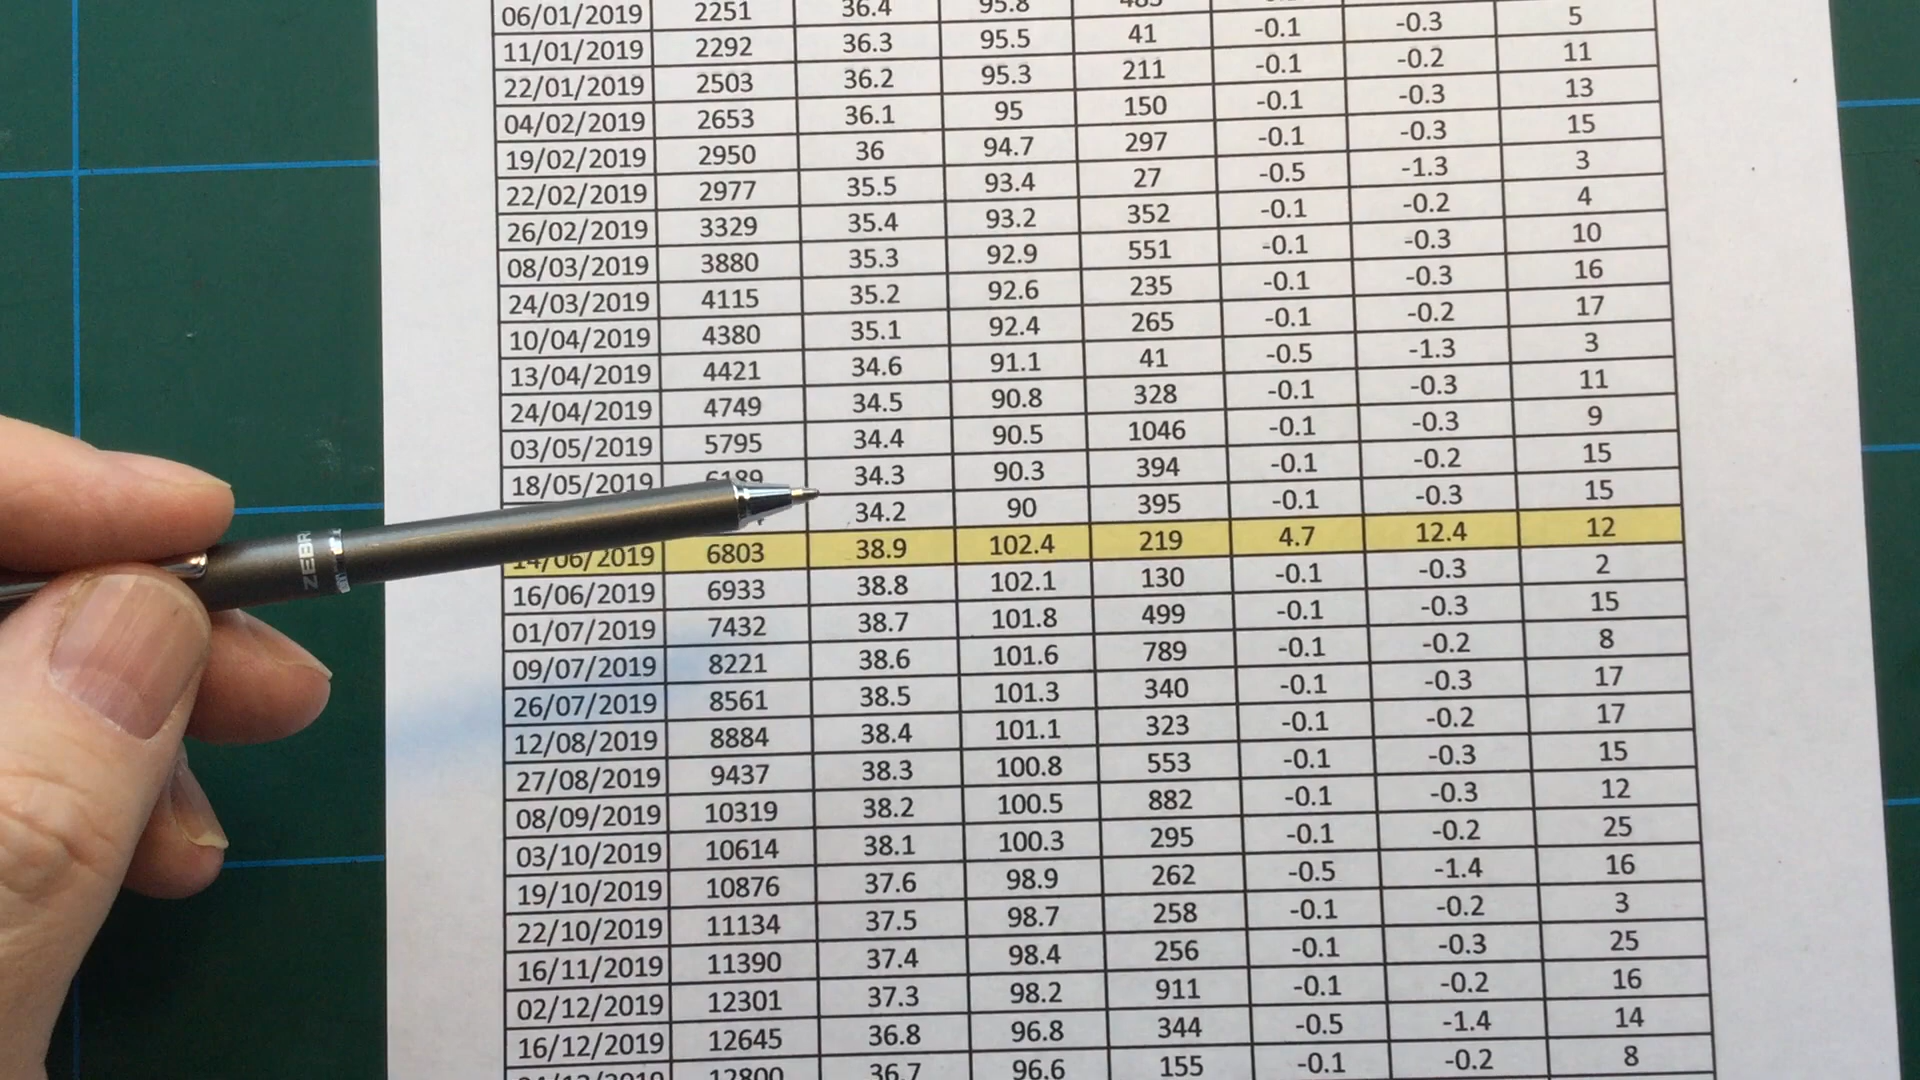 06/01/2019 2251 36.4 95.8
11/01/2019 2292 36.3 95.5 41 -0.1 -0.3 5
22/01/2019 2503 36.2 95.3 211 -0.1 -0.2 11
04/02/2019 2653 36.1 95 150 -0.1 -0.3 13
19/02/2019 2950 36 94.7 297 -0.1 -0.3 15
22/02/2019 2977 35.5 93.4 27 -0.5 -1.3 3
26/02/2019 3329 35.4 93.2 352 -0.1 -0.2 4
08/03/2019 3880 35.3 92.9 551 -0.1 -0.3 10
24/03/2019 4115 35.2 92.6 235 -0.1 -0.3 16
10/04/2019 4380 35.1 92.4 265 -0.1 -0.2 17
13/04/2019 4421 34.6 91.1 41 -0.5 -1.3 3
24/04/2019 4749 34.5 90.8 328 -0.1 -0.3 11
03/05/2019 5795 34.4 90.5 1046 -0.1 -0.3 9
18/05/2019 6189 34.3 90.3 394 -0.1 -0.2 15
34.2 90 395 -0.1 -0.3 15
14/06/2019 6803 38.9 102.4 219 4.7 12.4 12
16/06/2019 6933 38.8 102.1 130 -0.1 -0.3 2
01/07/2019 7432 38.7 101.8 499 -0.1 -0.3 15
09/07/2019 8221 38.6 101.6 789 -0.1 -0.2 8
26/07/2019 8561 38.5 101.3 340 -0.1 -0.3 17
12/08/2019 8884 38.4 101.1 323 -0.1 -0.2 17
27/08/2019 9437 38.3 100.8 553 -0.1 -0.3 15
08/09/2019 10319 38.2 100.5 882 -0.1 -0.3 12
03/10/2019 10614 38.1 100.3 295 -0.1 -0.2 25
19/10/2019 10876 37.6 98.9 262 -0.5 -1.4 16
22/10/2019 11134 37.5 98.7 258 -0.1 -0.2 3
16/11/2019 11390 37.4 98.4 256 -0.1 -0.3 25
02/12/2019 12301 37.3 98.2 911 -0.1 -0.2 16
16/12/2019 12645 36.8 96.8 344 -0.5 -1.4 14
12800 36.7 96.6 155 -0.1 -0.2 8
ZEBR